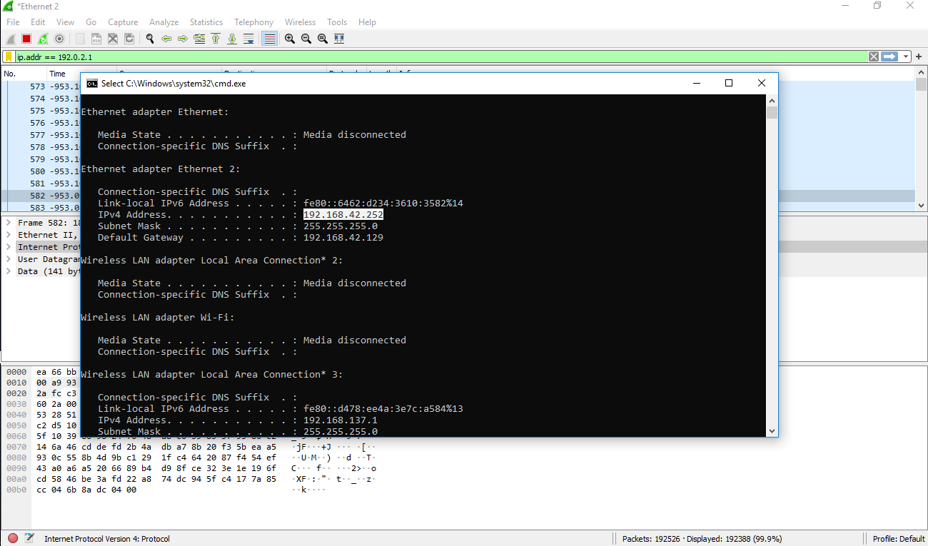 *Ethernet 2
File Edit View Go Capture Analyze Statistics Telephony Wireless Tools Help
ip.addr == 192.0.2.1
No. Time
Select C:\Windows\system32\cmd.exe
573 -953.1
574 -953.1
575 -953.1
576 -953.1
577 -953.1
578 -953.1
579 -953.1
580 -953.1
581 -953.1
582 -953.0
583 -953.
Ethernet adapter Ethernet:
Media State . . . . . . . . . . . : Media disconnected
Connection-specific DNS Suffix . :
Ethernet adapter Ethernet 2:
Connection-specific DNS Suffix . :
Link-local IPv6 Address . . . . . : fe80::6462:d234:3610:3582%14
IPv4 Address. . . . . . . . . . . : 192.168.42.252
Subnet Mask . . . . . . . . . . . : 255.255.255.0
Default Gateway . . . . . . . . . : 192.168.42.129
Wireless LAN adapter Local Area Connection* 2:
Media State . . . . . . . . . . . : Media disconnected
Connection-specific DNS Suffix . :
Wireless LAN adapter Wi-Fi:
Media State . . . . . . . . . . . : Media disconnected
Connection-specific DNS Suffix . :
Wireless LAN adapter Local Area Connection* 3:
Connection-specific DNS Suffix . :
Link-local IPv6 Address . . . . . : fe80::d478:ee4a:3e7c:a584%13
IPv4 Address. . . . . . . . . . . : 192.168.137.1
Subnet Mask . . . . . . . . . . . : 255.255.255.0
Frame 582: 18
Ethernet II,
Internet Prot
User Datagram
Data (141 byt
0000 ea 66 bb
0010 00 a9 93
0020 2a fc c3
0030 60 2a 00
0040 53 28 51
0050 c2 d5 10
0060 5f 10 39
0070 14 6a 46 cd de fd 2b 4a db a7 8b 20 f3 5b ea a5 ·jF···+J ··· ·[··
0080 93 0c 55 8b 4d 9b c1 29 1f c4 64 20 87 f4 54 ef ··U·M··) ··d ··T·
0090 43 a0 a6 a5 20 66 89 b4 d9 8f ce 32 3e 1e 19 6f C··· f·· ···2>··o
00a0 cd 58 46 be 3a fd 22 a8 74 dc 94 5f c4 17 7a 85 ·XF·:·"· t··_··z·
00b0 cc 04 6b 8a dc 04 00 ··k····
Internet Protocol Version 4: Protocol
Packets: 192526 · Displayed: 192388 (99.9%)
Profile: Default